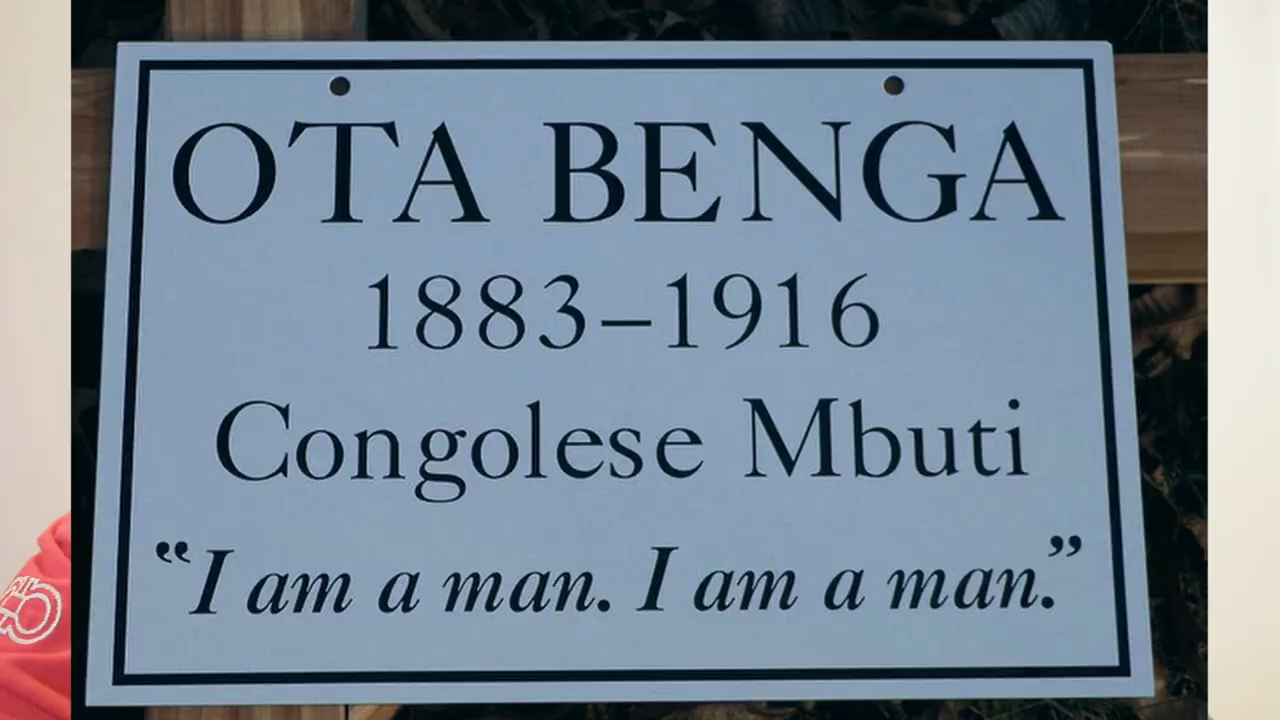 OTA BENGA
1883–1916
Congolese Mbuti
“I am a man. I am a man.”